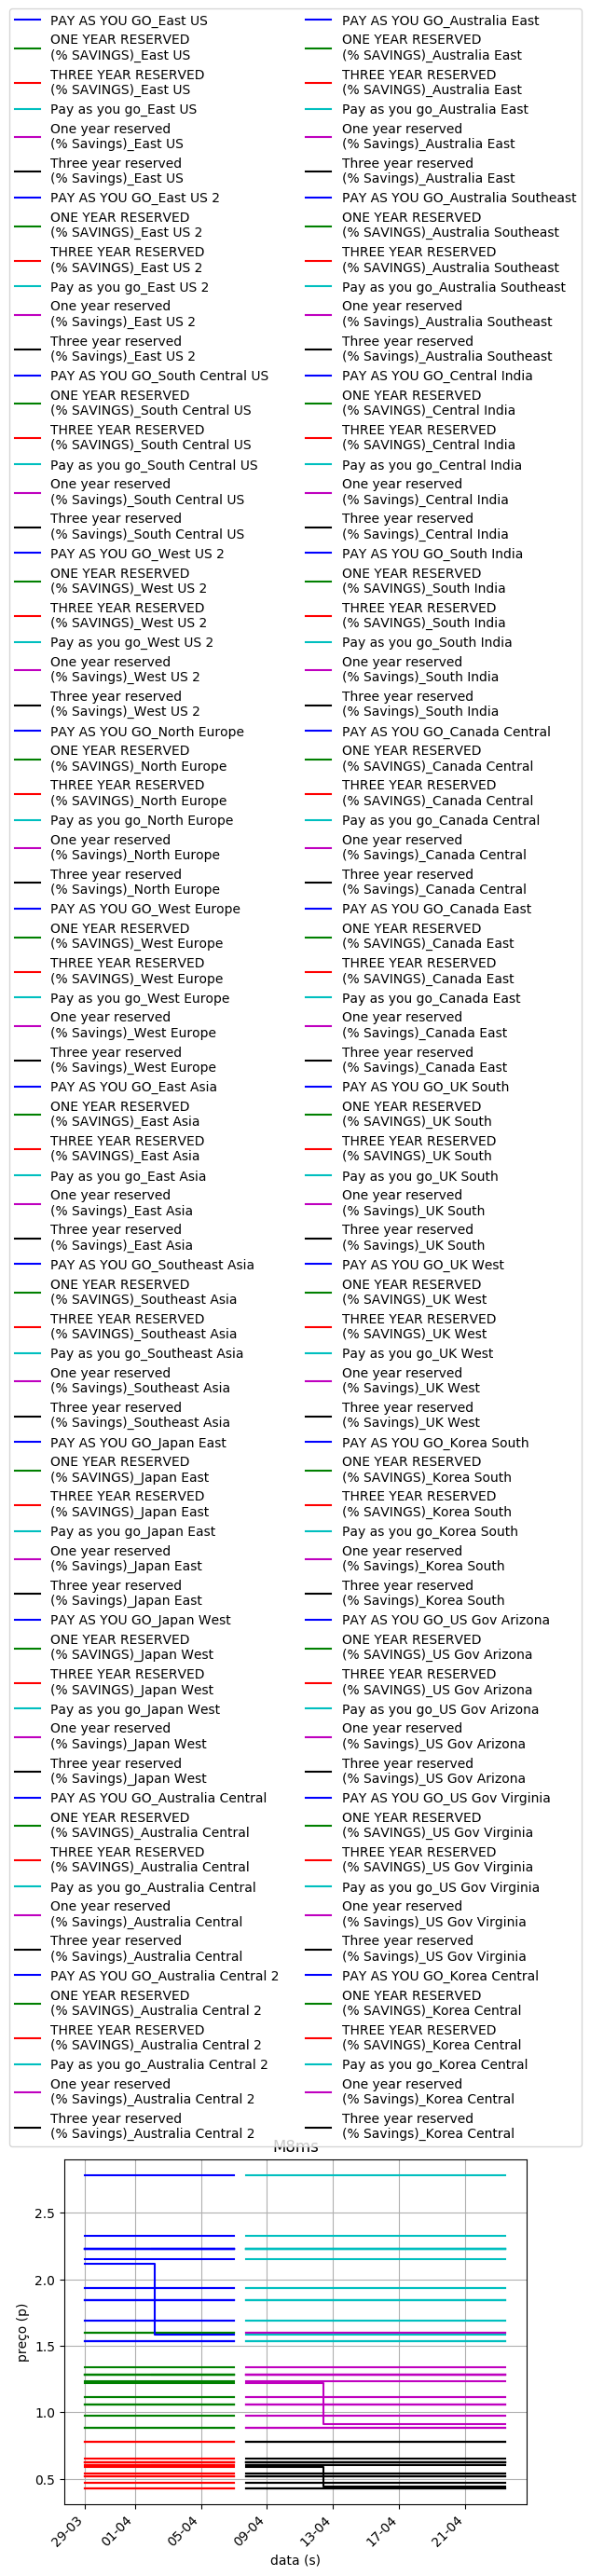 PAY AS YOU GO_East US
ONE YEAR RESERVED
(% SAVINGS)_East US
THREE YEAR RESERVED
(% SAVINGS)_East US
Pay as you go_East US
One year reserved
(% Savings)_East US
Three year reserved
(% Savings)_East US
PAY AS YOU GO_East US 2
ONE YEAR RESERVED
(% SAVINGS)_East US 2
THREE YEAR RESERVED
(% SAVINGS)_East US 2
Pay as you go_East US 2
One year reserved
(% Savings)_East US 2
Three year reserved
(% Savings)_East US 2
PAY AS YOU GO_South Central US
ONE YEAR RESERVED
(% SAVINGS)_South Central US
THREE YEAR RESERVED
(% SAVINGS)_South Central US
Pay as you go_South Central US
One year reserved
(% Savings)_South Central US
Three year reserved
(% Savings)_South Central US
PAY AS YOU GO_West US 2
ONE YEAR RESERVED
(% SAVINGS)_West US 2
THREE YEAR RESERVED
(% SAVINGS)_West US 2
Pay as you go_West US 2
One year reserved
(% Savings)_West US 2
Three year reserved
(% Savings)_West US 2
PAY AS YOU GO_North Europe
ONE YEAR RESERVED
(% SAVINGS)_North Europe
THREE YEAR RESERVED
(% SAVINGS)_North Europe
Pay as you go_North Europe
One year reserved
(% Savings)_North Europe
Three year reserved
(% Savings)_North Europe
PAY AS YOU GO_West Europe
ONE YEAR RESERVED
(% SAVINGS)_West Europe
THREE YEAR RESERVED
(% SAVINGS)_West Europe
Pay as you go_West Europe
One year reserved
(% Savings)_West Europe
Three year reserved
(% Savings)_West Europe
PAY AS YOU GO_East Asia
ONE YEAR RESERVED
(% SAVINGS)_East Asia
THREE YEAR RESERVED
(% SAVINGS)_East Asia
Pay as you go_East Asia
One year reserved
(% Savings)_East Asia
Three year reserved
(% Savings)_East Asia
PAY AS YOU GO_Southeast Asia
ONE YEAR RESERVED
(% SAVINGS)_Southeast Asia
THREE YEAR RESERVED
(% SAVINGS)_Southeast Asia
Pay as you go_Southeast Asia
One year reserved
(% Savings)_Southeast Asia
Three year reserved
(% Savings)_Southeast Asia
PAY AS YOU GO_Japan East
ONE YEAR RESERVED
(% SAVINGS)_Japan East
THREE YEAR RESERVED
(% SAVINGS)_Japan East
Pay as you go_Japan East
One year reserved
(% Savings)_Japan East
Three year reserved
(% Savings)_Japan East
PAY AS YOU GO_Japan West
ONE YEAR RESERVED
(% SAVINGS)_Japan West
THREE YEAR RESERVED
(% SAVINGS)_Japan West
Pay as you go_Japan West
One year reserved
(% Savings)_Japan West
Three year reserved
(% Savings)_Japan West
PAY AS YOU GO_Australia Central
ONE YEAR RESERVED
(% SAVINGS)_Australia Central
THREE YEAR RESERVED
(% SAVINGS)_Australia Central
Pay as you go_Australia Central
One year reserved
(% Savings)_Australia Central
Three year reserved
(% Savings)_Australia Central
PAY AS YOU GO_Australia Central 2
ONE YEAR RESERVED
(% SAVINGS)_Australia Central 2
THREE YEAR RESERVED
(% SAVINGS)_Australia Central 2
Pay as you go_Australia Central 2
One year reserved
(% Savings)_Australia Central 2
Three year reserved
(% Savings)_Australia Central 2
PAY AS YOU GO_Australia East
ONE YEAR RESERVED
(% SAVINGS)_Australia East
THREE YEAR RESERVED
(% SAVINGS)_Australia East
Pay as you go_Australia East
One year reserved
(% Savings)_Australia East
Three year reserved
(% Savings)_Australia East
PAY AS YOU GO_Australia Southeast
ONE YEAR RESERVED
(% SAVINGS)_Australia Southeast
THREE YEAR RESERVED
(% SAVINGS)_Australia Southeast
Pay as you go_Australia Southeast
One year reserved
(% Savings)_Australia Southeast
Three year reserved
(% Savings)_Australia Southeast
PAY AS YOU GO_Central India
ONE YEAR RESERVED
(% SAVINGS)_Central India
THREE YEAR RESERVED
(% SAVINGS)_Central India
Pay as you go_Central India
One year reserved
(% Savings)_Central India
Three year reserved
(% Savings)_Central India
PAY AS YOU GO_South India
ONE YEAR RESERVED
(% SAVINGS)_South India
THREE YEAR RESERVED
(% SAVINGS)_South India
Pay as you go_South India
One year reserved
(% Savings)_South India
Three year reserved
(% Savings)_South India
PAY AS YOU GO_Canada Central
ONE YEAR RESERVED
(% SAVINGS)_Canada Central
THREE YEAR RESERVED
(% SAVINGS)_Canada Central
Pay as you go_Canada Central
One year reserved
(% Savings)_Canada Central
Three year reserved
(% Savings)_Canada Central
PAY AS YOU GO_Canada East
ONE YEAR RESERVED
(% SAVINGS)_Canada East
THREE YEAR RESERVED
(% SAVINGS)_Canada East
Pay as you go_Canada East
One year reserved
(% Savings)_Canada East
Three year reserved
(% Savings)_Canada East
PAY AS YOU GO_UK South
ONE YEAR RESERVED
(% SAVINGS)_UK South
THREE YEAR RESERVED
(% SAVINGS)_UK South
Pay as you go_UK South
One year reserved
(% Savings)_UK South
Three year reserved
(% Savings)_UK South
PAY AS YOU GO_UK West
ONE YEAR RESERVED
(% SAVINGS)_UK West
THREE YEAR RESERVED
(% SAVINGS)_UK West
Pay as you go_UK West
One year reserved
(% Savings)_UK West
Three year reserved
(% Savings)_UK West
PAY AS YOU GO_Korea South
ONE YEAR RESERVED
(% SAVINGS)_Korea South
THREE YEAR RESERVED
(% SAVINGS)_Korea South
Pay as you go_Korea South
One year reserved
(% Savings)_Korea South
Three year reserved
(% Savings)_Korea South
PAY AS YOU GO_US Gov Arizona
ONE YEAR RESERVED
(% SAVINGS)_US Gov Arizona
THREE YEAR RESERVED
(% SAVINGS)_US Gov Arizona
Pay as you go_US Gov Arizona
One year reserved
(% Savings)_US Gov Arizona
Three year reserved
(% Savings)_US Gov Arizona
PAY AS YOU GO_US Gov Virginia
ONE YEAR RESERVED
(% SAVINGS)_US Gov Virginia
THREE YEAR RESERVED
(% SAVINGS)_US Gov Virginia
Pay as you go_US Gov Virginia
One year reserved
(% Savings)_US Gov Virginia
Three year reserved
(% Savings)_US Gov Virginia
PAY AS YOU GO_Korea Central
ONE YEAR RESERVED
(% SAVINGS)_Korea Central
THREE YEAR RESERVED
(% SAVINGS)_Korea Central
Pay as you go_Korea Central
One year reserved
(% Savings)_Korea Central
Three year reserved
(% Savings)_Korea Central
M8ms
preço (p)
2.5
2.0
1.5
1.0
0.5
29-03
01-04
05-04
09-04
13-04
17-04
21-04
data (s)